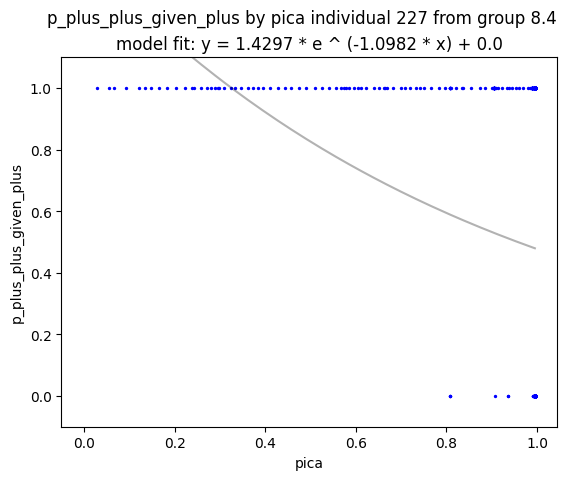 p_plus_plus_given_plus by pica individual 227 from group 8.4
model fit: y = 1.4297 * e ^ (-1.0982 * x) + 0.0
p_plus_plus_given_plus
1.0
0.8
0.6
0.4
0.2
0.0
0.0 0.2 0.4 0.6 0.8 1.0
pica